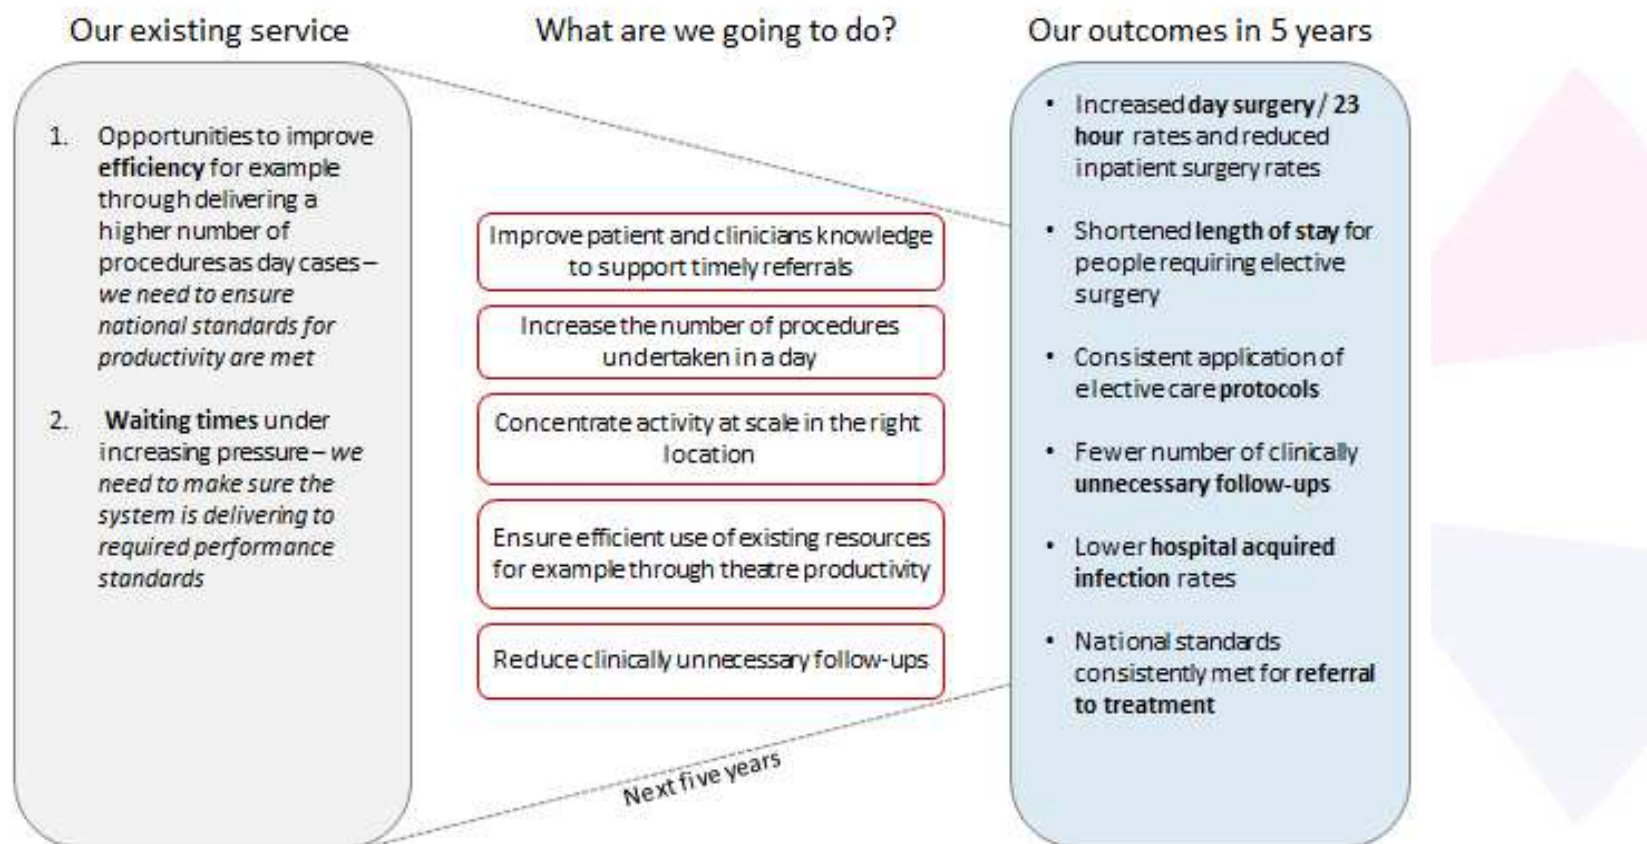 Our existing service
1. Opportunities to improve
efficiency for example
through delivering a
higher number of
procedures as day cases –
we need to ensure
national standards for
productivity are met
2. Waiting times under
increasing pressure – we
need to make sure the
system is delivering to
required performance
standards
What are we going to do?
Improve patient and clinicians knowledge
to support timely referrals
Increase the number of procedures
undertaken in a day
Concentrate activity at scale in the right
location
Ensure efficient use of existing resources
for example through theatre productivity
Reduce clinically unnecessary follow-ups
Next five years
Our outcomes in 5 years
• Increased day surgery / 23
hour rates and reduced
inpatient surgery rates
• Shortened length of stay for
people requiring elective
surgery
• Consistent application of
elective care protocols
• Fewer number of clinically
unnecessary follow-ups
• Lower hospital acquired
infection rates
• National standards
consistently met for referral
to treatment